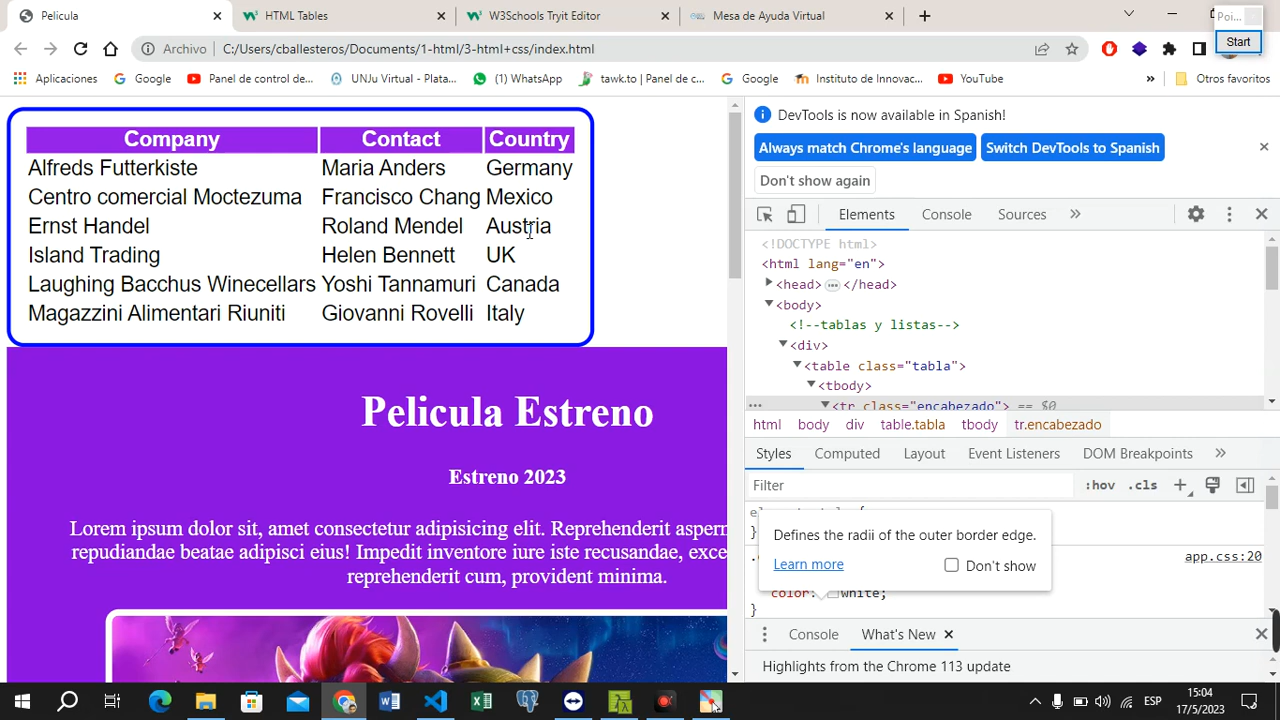 Pelicula
HTML Tables
W3Schools Tryit Editor
Mesa de Ayuda Virtual
Poi...
Start
Archivo
C:/Users/cballesteros/Documents/1-html/3-html+css/index.html
Aplicaciones
Google
Panel de control de...
UNJu Virtual - Plata...
(1) WhatsApp
tawk.to | Panel de c...
Google
Instituto de Innovac...
YouTube
»
Otros favoritos
Company Contact Country
Alfreds Futterkiste Maria Anders Germany
Centro comercial Moctezuma Francisco Chang Mexico
Ernst Handel Roland Mendel Austria
Island Trading Helen Bennett UK
Laughing Bacchus Winecellars Yoshi Tannamuri Canada
Magazzini Alimentari Riuniti Giovanni Rovelli Italy
Pelicula Estreno
Estreno 2023
Lorem ipsum dolor sit, amet consectetur adipisicing elit. Reprehenderit aspern
repudiandae beatae adipisci eius! Impedit inventore iure iste recusandae, exce
reprehenderit cum, provident minima.
DevTools is now available in Spanish!
Always match Chrome's language
Switch DevTools to Spanish
Don't show again
Elements Console Sources »
<!DOCTYPE html>
<html lang="en">
<head> ••• </head>
<body>
<!--tablas y listas-->
<div>
<table class="tabla">
<tbody>
••• <tr class="encabezado"> == $0
html body div table.tabla tbody tr.encabezado
Styles Computed Layout Event Listeners DOM Breakpoints »
Filter
:hov .cls +
}
Defines the radii of the outer border edge.
Learn more
Don't show
app.css:20
color: white;
}
Console What's New
Highlights from the Chrome 113 update
ESP
15:04
17/5/2023